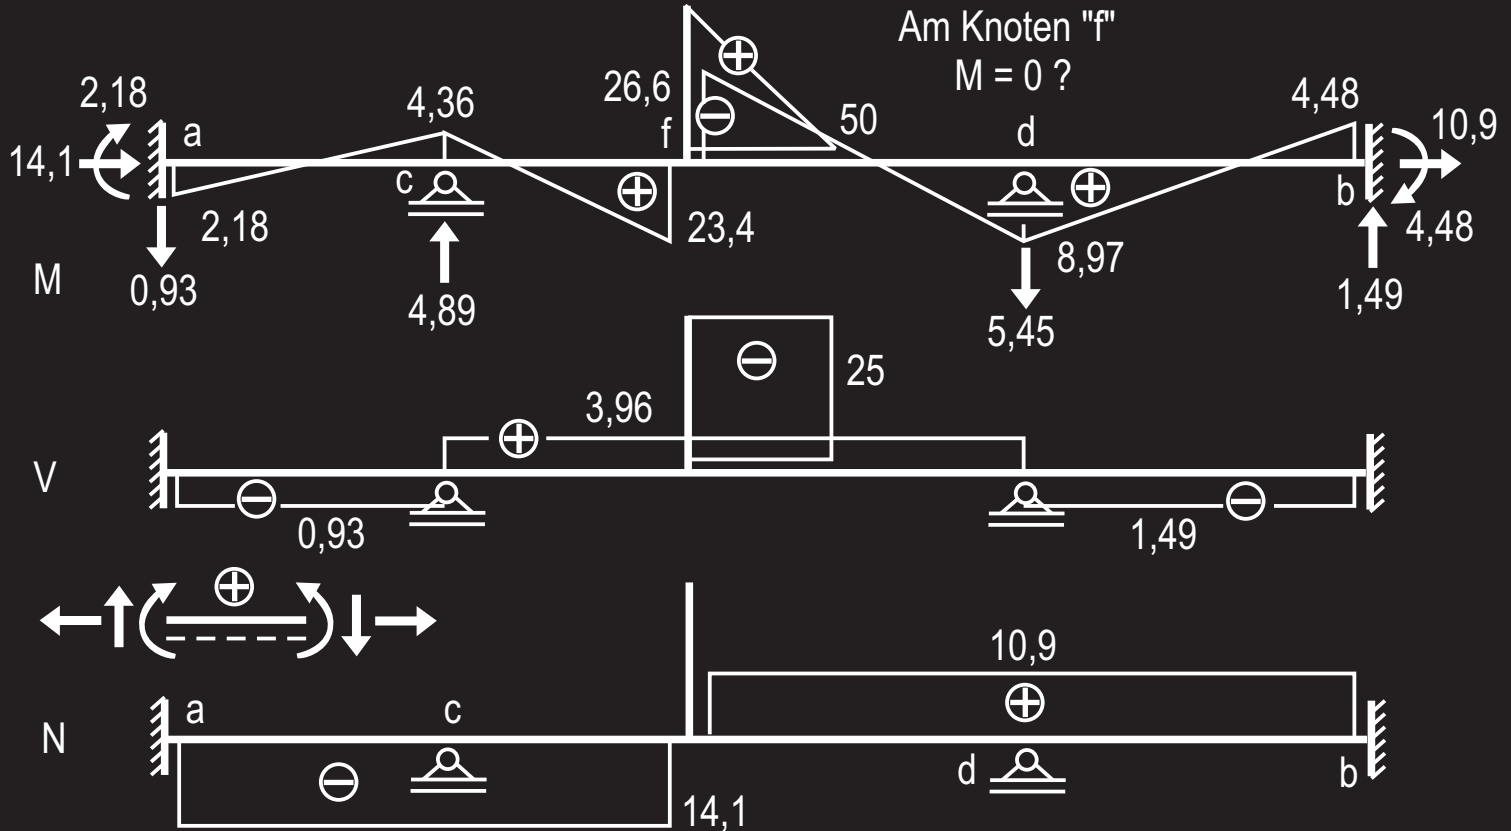 Am Knoten "f"
M = 0 ?
2,18
4,36
26,6
4,48
14,1
a
f
50
d
10,9
c
b
2,18
23,4
4,48
M
0,93
4,89
8,97
1,49
5,45
25
3,96
V
0,93
1,49
10,9
N
a
c
d
b
14,1